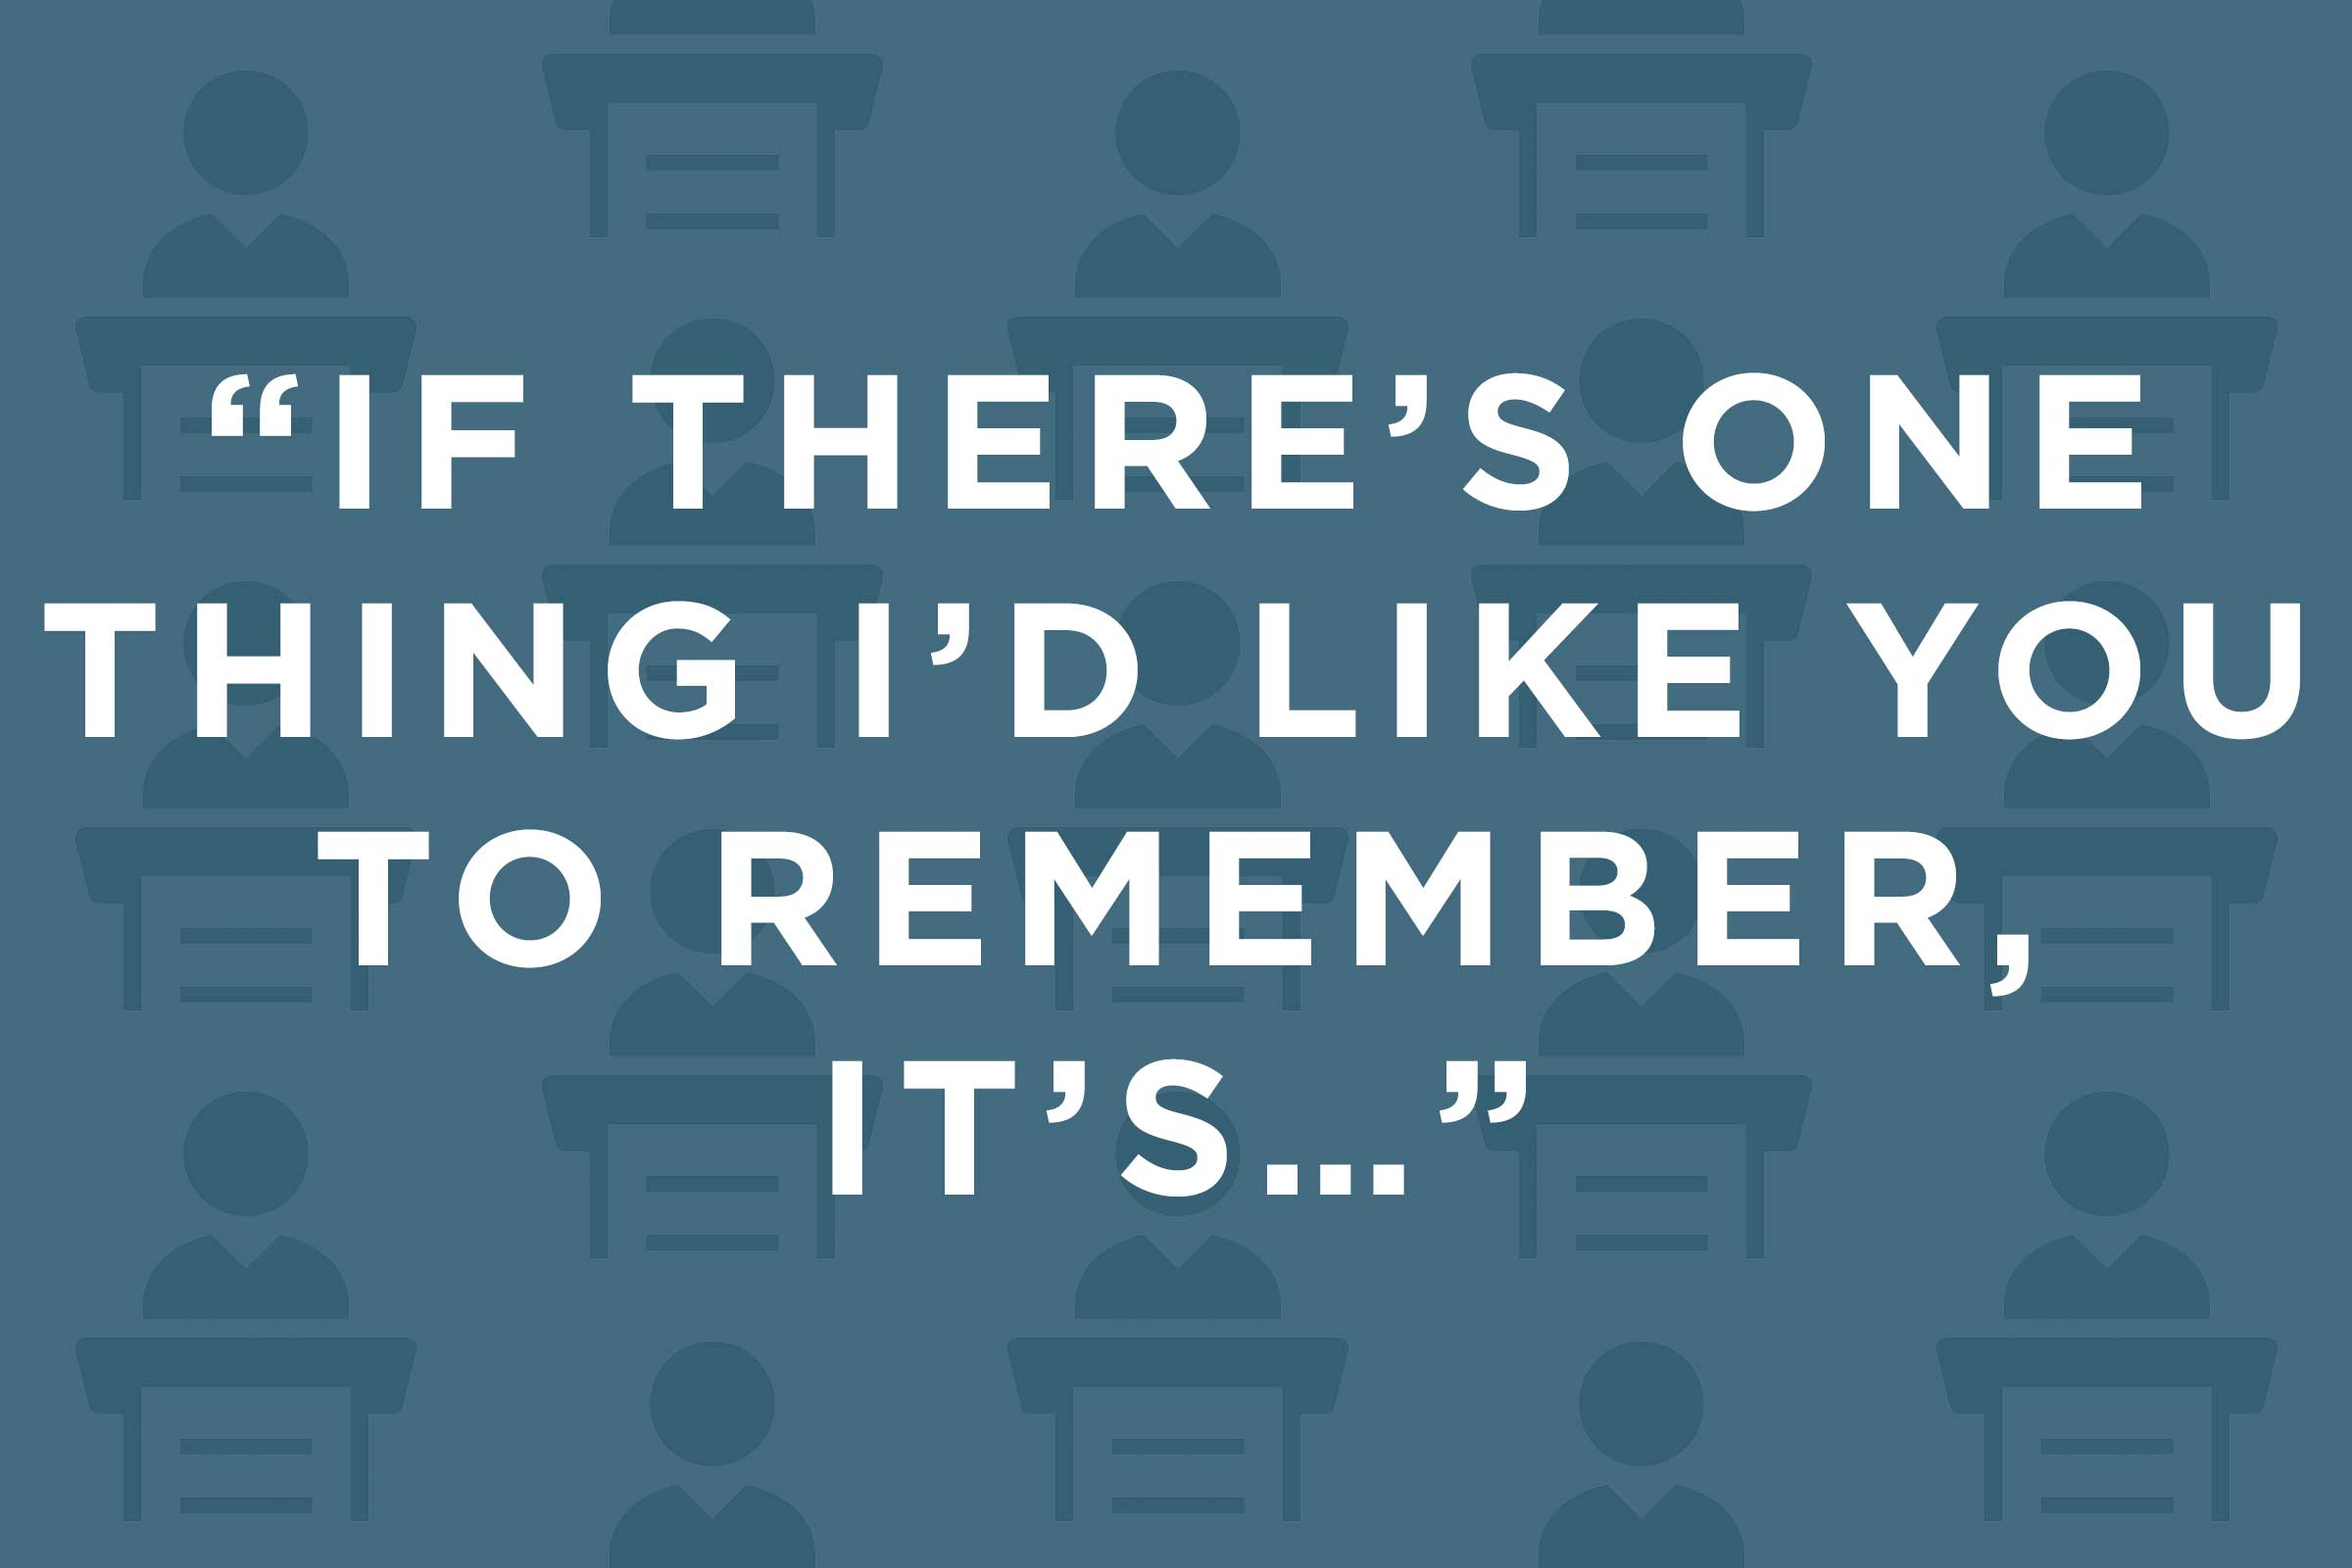 “IF THERE’S ONE
THING I’D LIKE YOU
TO REMEMBER,
IT’S...”